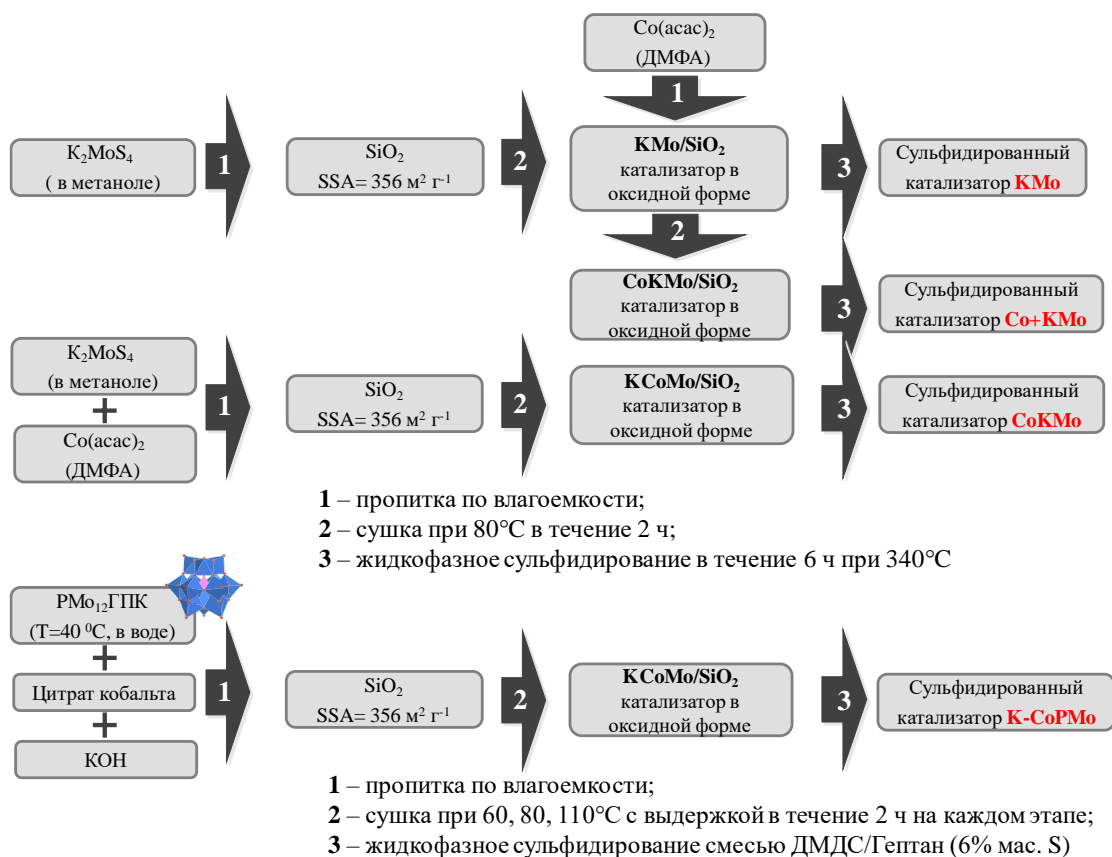 Co(acac)₂
(ДМФА)
1
K₂MoS₄
( в метаноле)
1
SiO₂
SSA= 356 м² г⁻¹
2
KMo/SiO₂
катализатор в
оксидной форме
3
Сульфидированный
катализатор KMo
2
CoKMo/SiO₂
катализатор в
оксидной форме
3
Сульфидированный
катализатор Co+KMo
K₂MoS₄
(в метаноле)
+
Co(acac)₂
(ДМФА)
1
SiO₂
SSA= 356 м² г⁻¹
2
KCoMo/SiO₂
катализатор в
оксидной форме
3
Сульфидированный
катализатор CoKMo
1 – пропитка по влагоемкости;
2 – сушка при 80°C в течение 2 ч;
3 – жидкофазное сульфидирование в течение 6 ч при 340°C
PMo₁₂ГПК
(T=40 ⁰C, в воде)
+
Цитрат кобальта
+
КОН
1
SiO₂
SSA= 356 м² г⁻¹
2
KCoMo/SiO₂
катализатор в
оксидной форме
3
Сульфидированный
катализатор K-CoPMo
1 – пропитка по влагоемкости;
2 – сушка при 60, 80, 110°C с выдержкой в течение 2 ч на каждом этапе;
3 – жидкофазное сульфидирование смесью ДМДС/Гептан (6% мас. S)